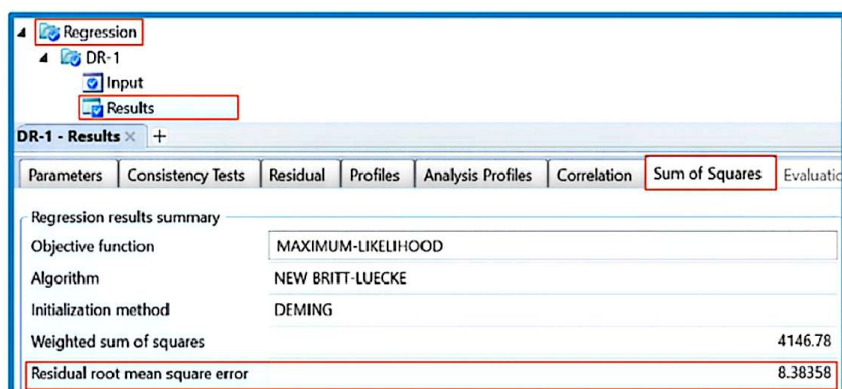 Regression
DR-1
Input
Results
DR-1 - Results × +
Parameters Consistency Tests Residual Profiles Analysis Profiles Correlation Sum of Squares Evaluatio
Regression results summary
Objective function MAXIMUM-LIKELIHOOD
Algorithm NEW BRITT-LUECKE
Initialization method DEMING
Weighted sum of squares 4146.78
Residual root mean square error 8.38358